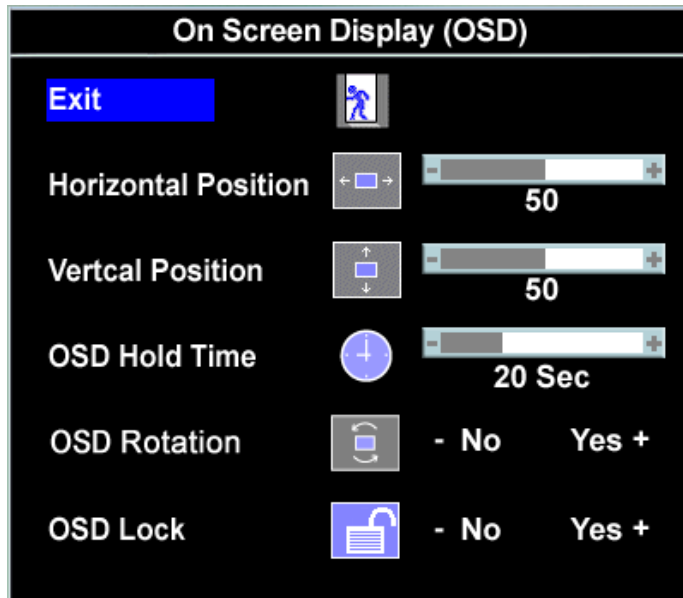 On Screen Display (OSD)
Exit
Horizontal Position - +
50
Vertcal Position - +
50
OSD Hold Time - +
20 Sec
OSD Rotation - No Yes +
OSD Lock - No Yes +